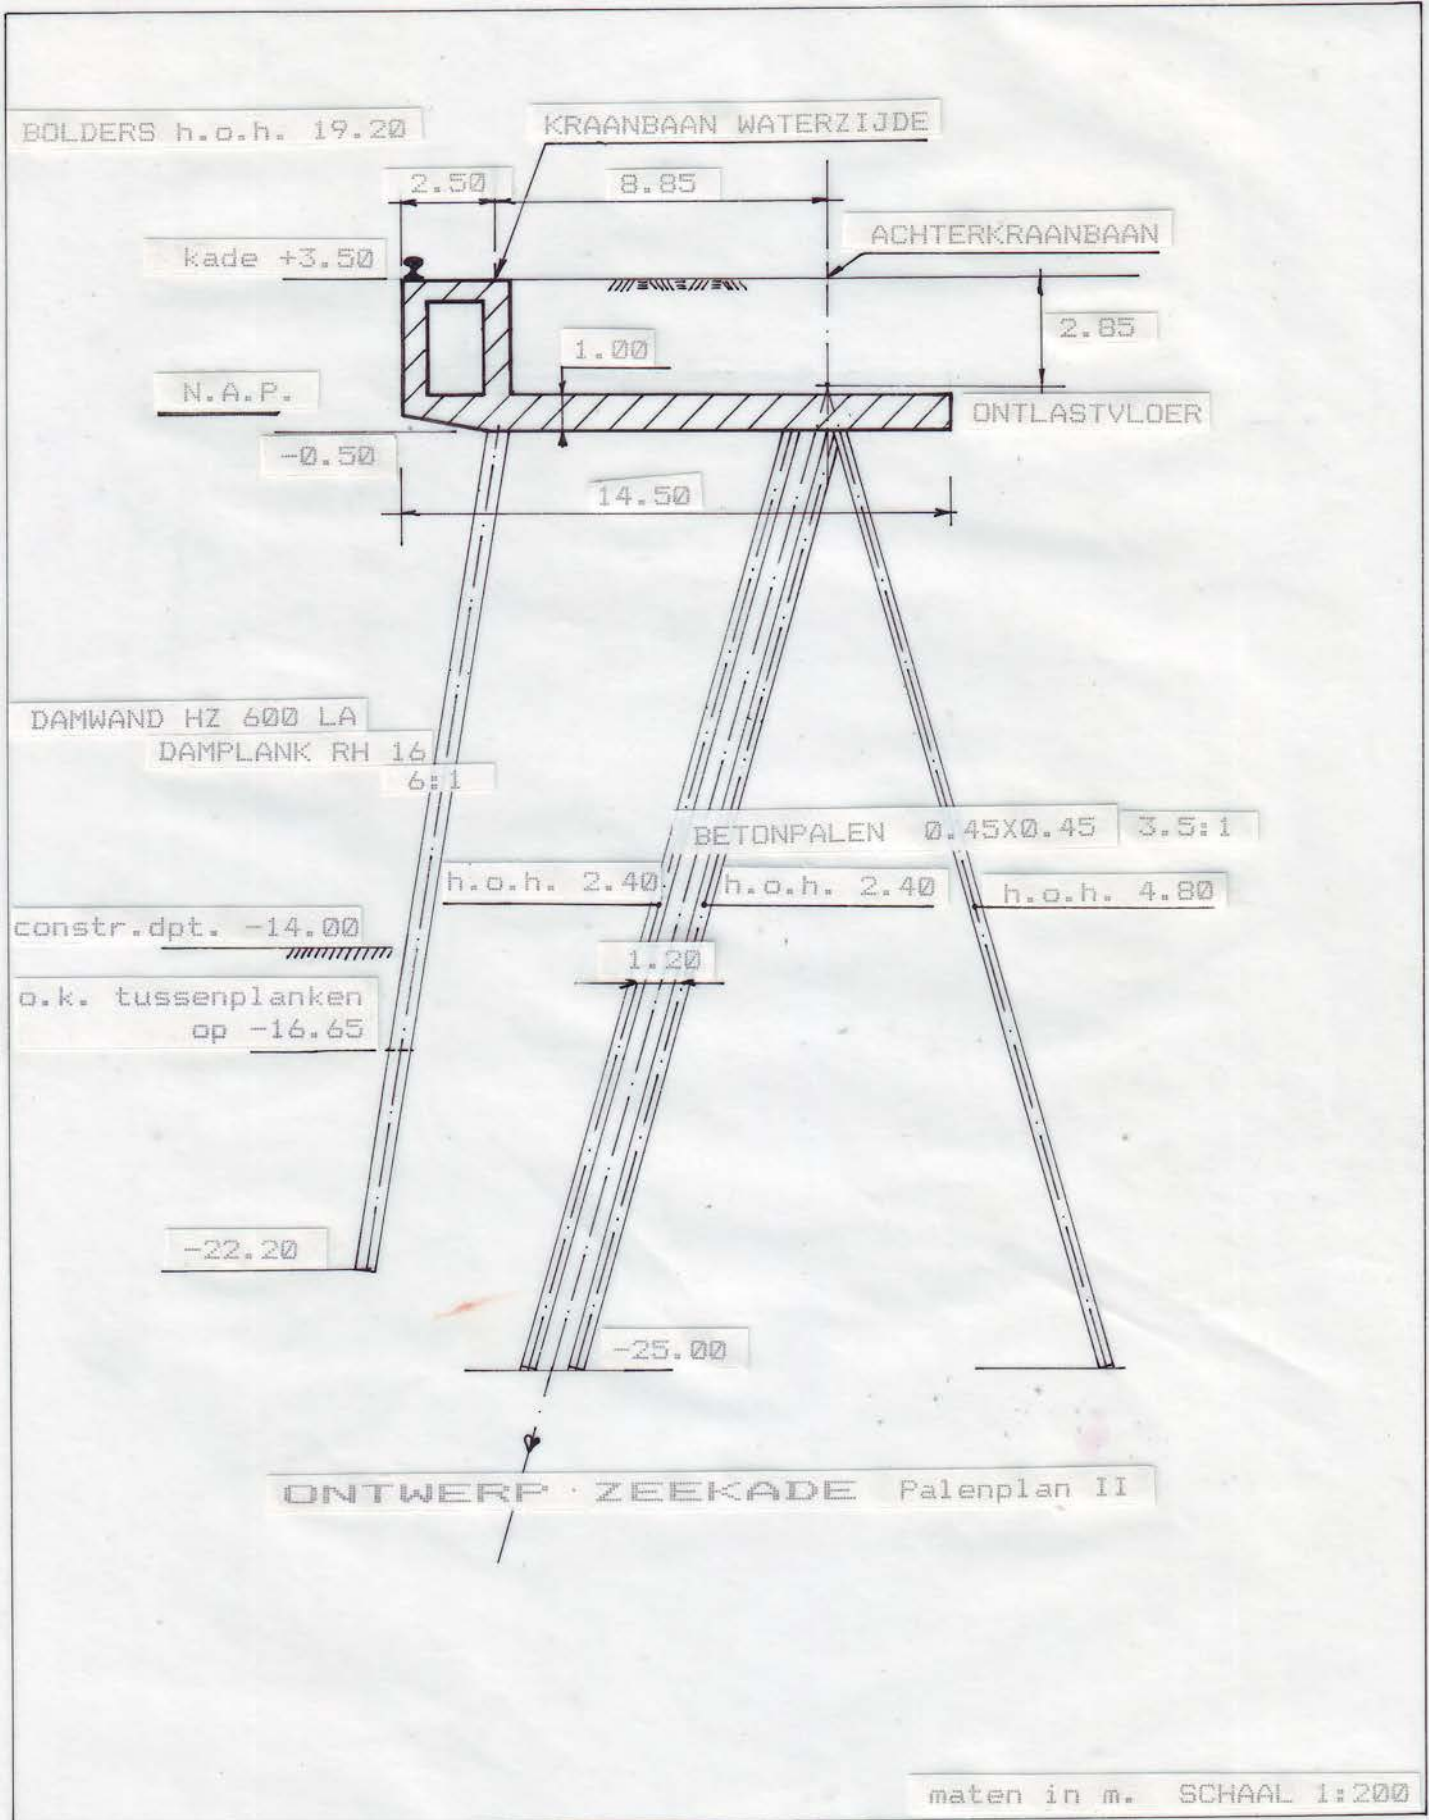 BOLDERS h.o.h. 19.20
KRAANBAAN WATERZIJDE
2.50
8.85
ACHTERKRAANBAAN
kade +3.50
2.85
1.00
N.A.P.
ONTLASTVLOER
-0.50
14.50
DAMWAND HZ 600 LA
DAMPLANK RH 16
6:1
BETONPALEN 0.45X0.45 3.5:1
h.o.h. 2.40
h.o.h. 2.40
h.o.h. 4.80
constr.dpt. -14.00
1.20
o.k. tussenplanken
op -16.65
-22.20
-25.00
ONTWERP · ZEEKADE Palenplan II
maten in m. SCHAAL 1:200